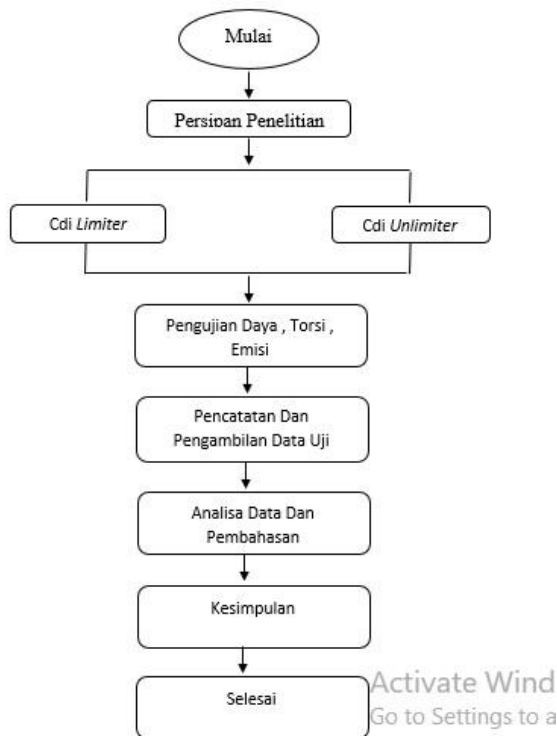 Mulai
Persipan Penelitian
Cdi Limiter
Cdi Unlimiter
Pengujian Daya , Torsi ,
Emisi
Pencatatan Dan
Pengambilan Data Uji
Analisa Data Dan
Pembahasan
Kesimpulan
Selesai
Activate Wind
Go to Settings to a